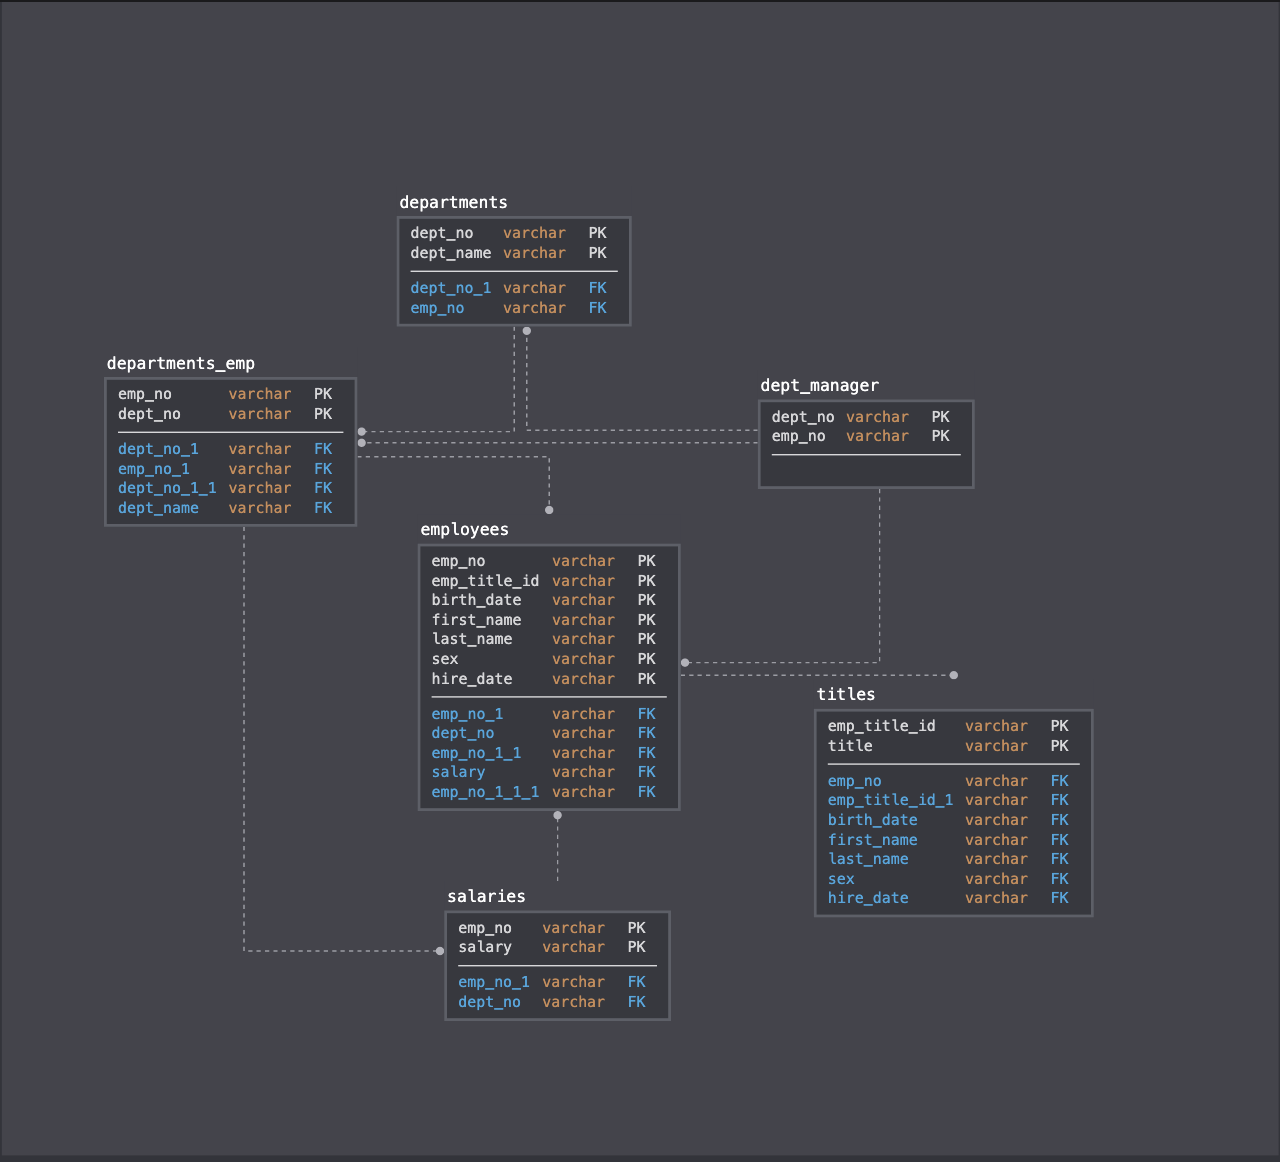 departments
dept_no varchar PK
dept_name varchar PK
dept_no_1 varchar FK
emp_no varchar FK
departments_emp
emp_no varchar PK
dept_no varchar PK
dept_no_1 varchar FK
emp_no_1 varchar FK
dept_no_1_1 varchar FK
dept_name varchar FK
dept_manager
dept_no varchar PK
emp_no varchar PK
employees
emp_no varchar PK
emp_title_id varchar PK
birth_date varchar PK
first_name varchar PK
last_name varchar PK
sex varchar PK
hire_date varchar PK
emp_no_1 varchar FK
dept_no varchar FK
emp_no_1_1 varchar FK
salary varchar FK
emp_no_1_1_1 varchar FK
titles
emp_title_id varchar PK
title varchar PK
emp_no varchar FK
emp_title_id_1 varchar FK
birth_date varchar FK
first_name varchar FK
last_name varchar FK
sex varchar FK
hire_date varchar FK
salaries
emp_no varchar PK
salary varchar PK
emp_no_1 varchar FK
dept_no varchar FK